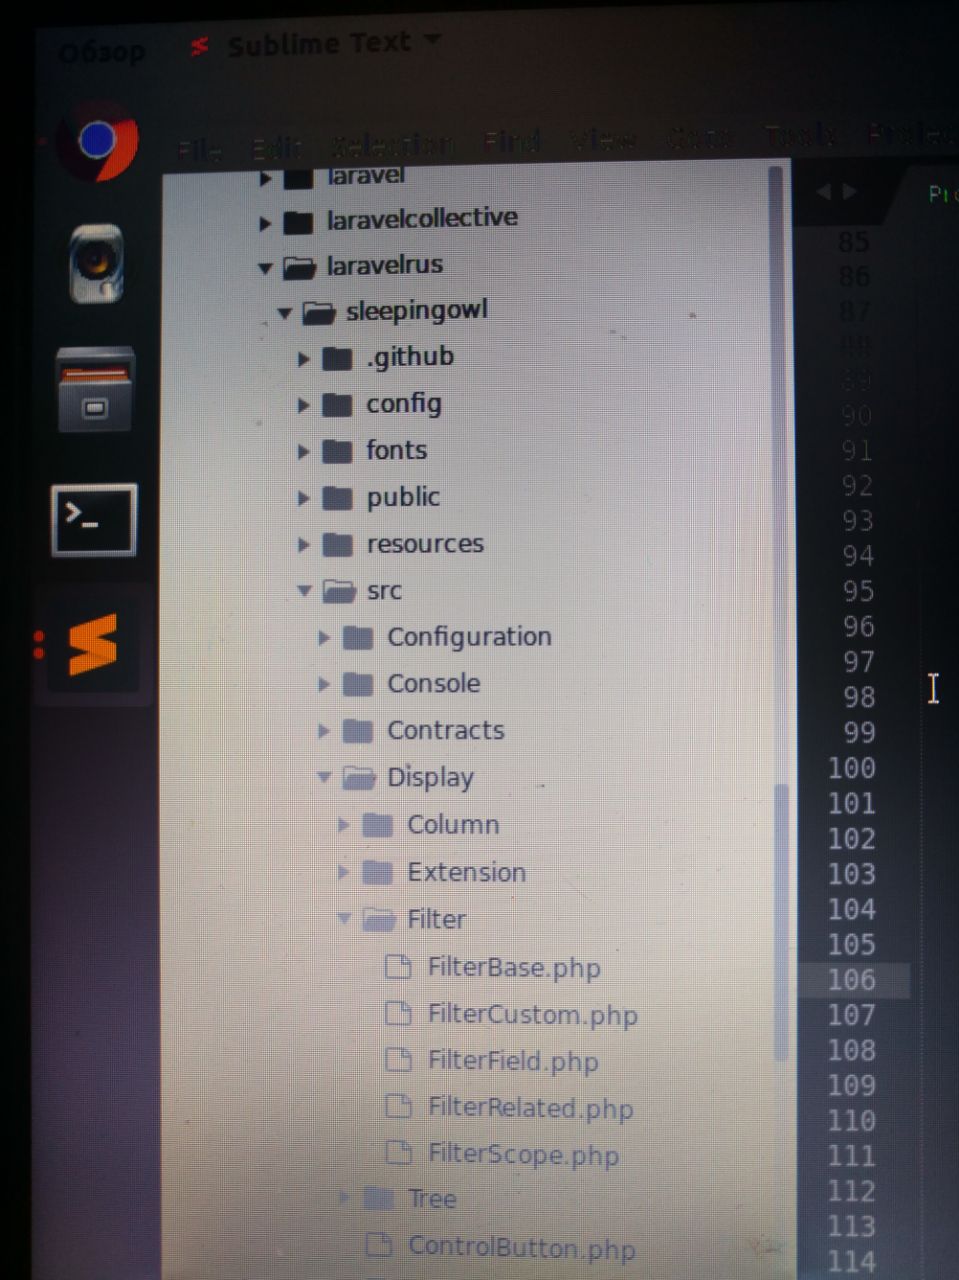 Обзор
Sublime Text
File Edit Selection Find View Goto Tools Project
laravel
laravelcollective
laravelrus
sleepingowl
.github
config
fonts
public
resources
src
Configuration
Console
Contracts
Display
Column
Extension
Filter
FilterBase.php
FilterCustom.php
FilterField.php
FilterRelated.php
FilterScope.php
Tree
ControlButton.php
85
86
87
88
89
90
91
92
93
94
95
96
97
98
99
100
101
102
103
104
105
106
107
108
109
110
111
112
113
114